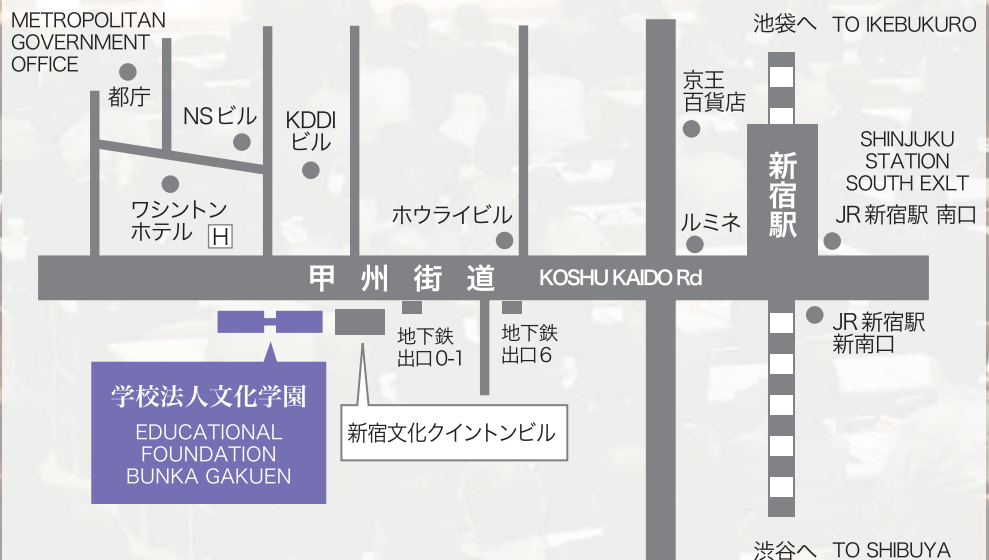 METROPOLITAN
GOVERNMENT
OFFICE
都庁
NSビル
KDDI
ビル
ワシントン
ホテル H
ホウライビル
京王
百貨店
ルミネ
池袋へ TO IKEBUKURO
新宿駅
SHINJUKU
STATION
SOUTH EXLT
JR新宿駅 南口
甲州街道 KOSHU KAIDO Rd
地下鉄
出口0-1
地下鉄
出口6
JR新宿駅
新南口
学校法人文化学園
EDUCATIONAL
FOUNDATION
BUNKA GAKUEN
新宿文化クイントンビル
渋谷へ TO SHIBUYA